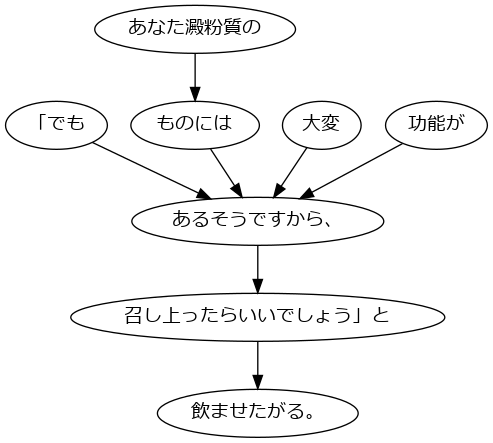 あなた澱粉質の
「でも
ものには
大変
功能が
あるそうですから、
召し上ったらいいでしょう」と
飲ませたがる。